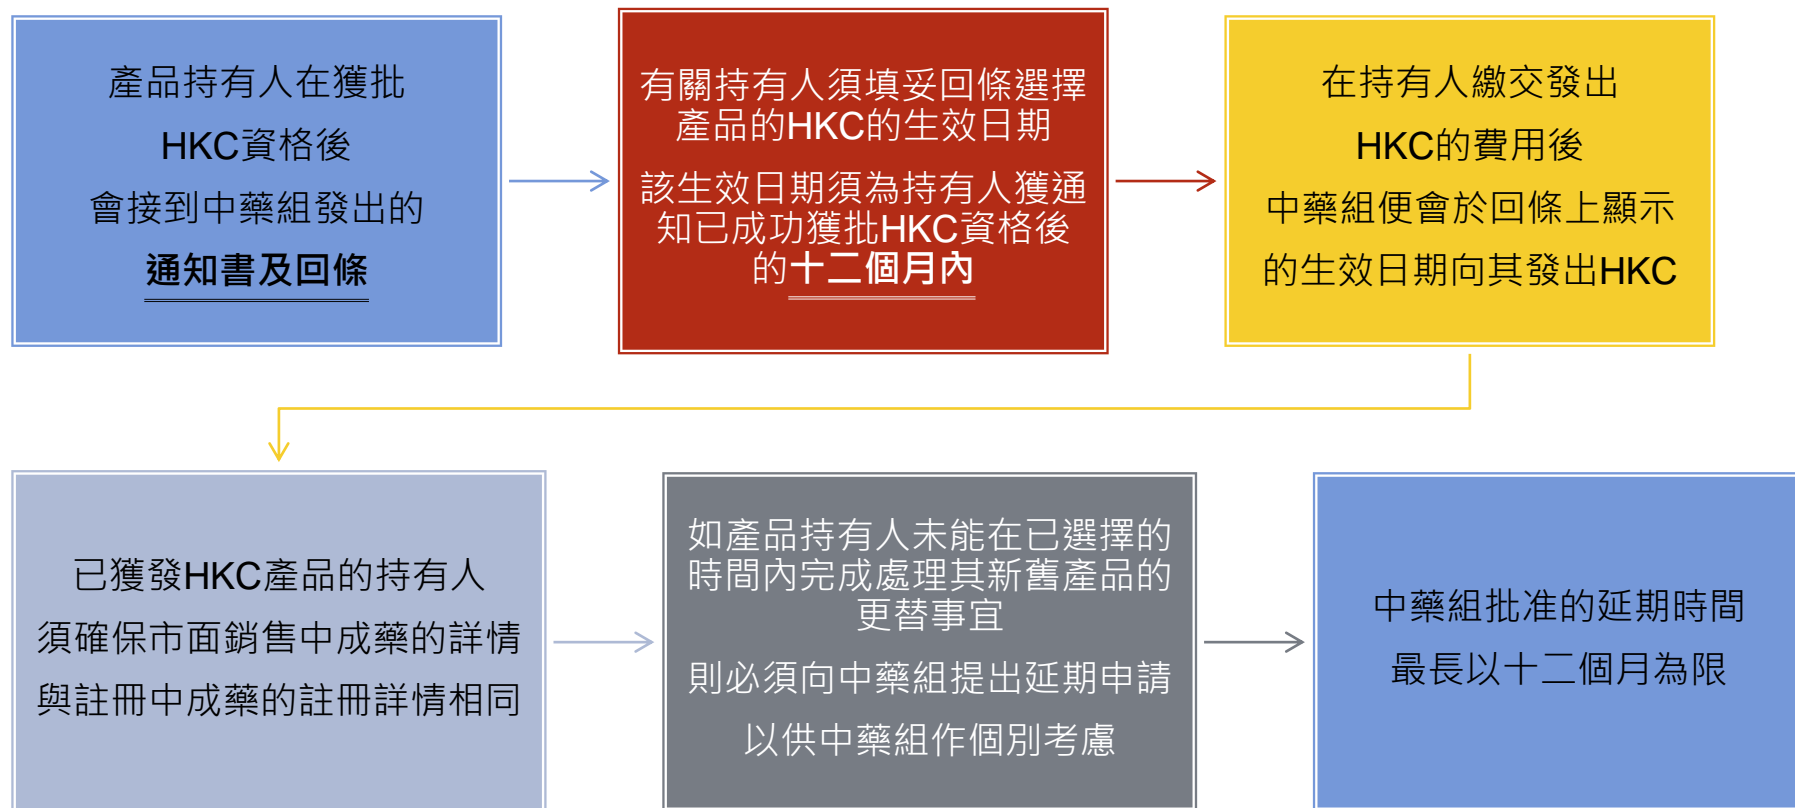 產品持有人在獲批
HKC資格後
會接到中藥組發出的
通知書及回條
有關持有人須填妥回條選擇
產品的HKC的生效日期
該生效日期須為持有人獲通
知已成功獲批HKC資格後
的十二個月內
在持有人繳交發出
HKC的費用後
中藥組便會於回條上顯示
的生效日期向其發出HKC
已獲發HKC產品的持有人
須確保市面銷售中成藥的詳情
與註冊中成藥的註冊詳情相同
如產品持有人未能在已選擇的
時間內完成處理其新舊產品的
更替事宜
則必須向中藥組提出延期申請
以供中藥組作個別考慮
中藥組批准的延期時間
最長以十二個月為限